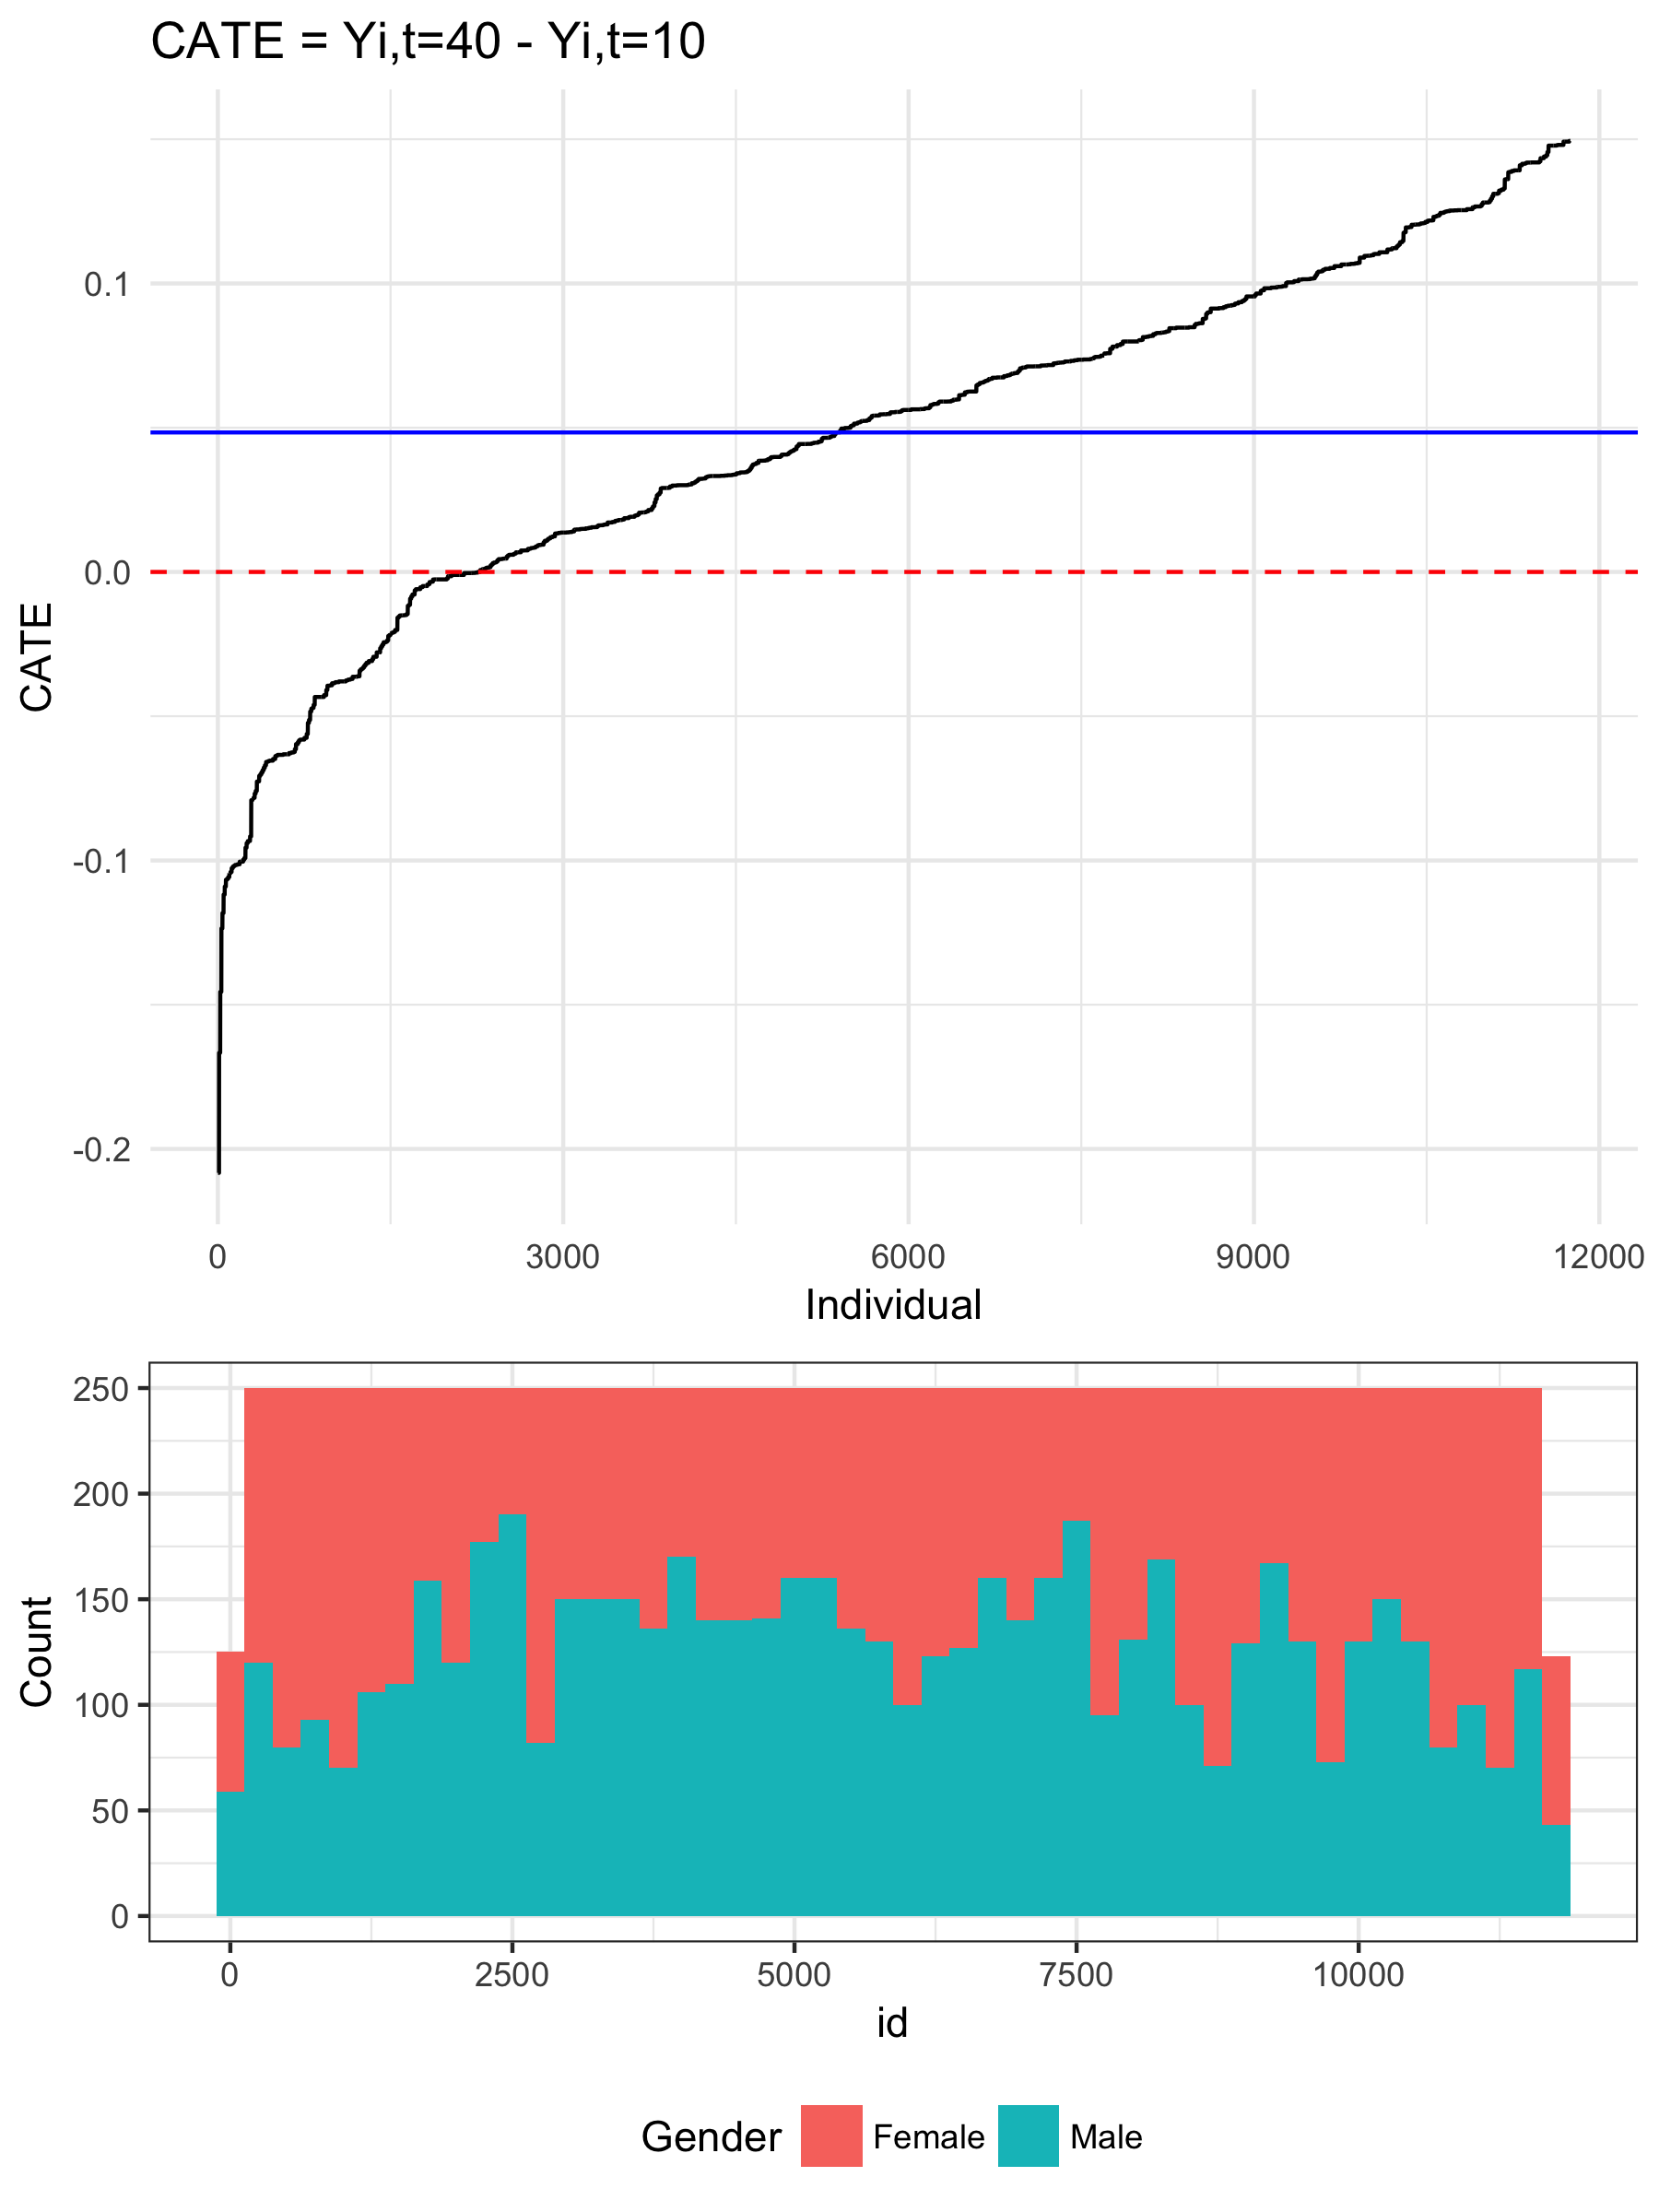 CATE = Yi,t=40 - Yi,t=10
CATE
0.1
0.0
-0.1
-0.2
0 3000 6000 9000 12000
Individual
Count
250
200
150
100
50
0
0 2500 5000 7500 10000
id
Gender Female Male